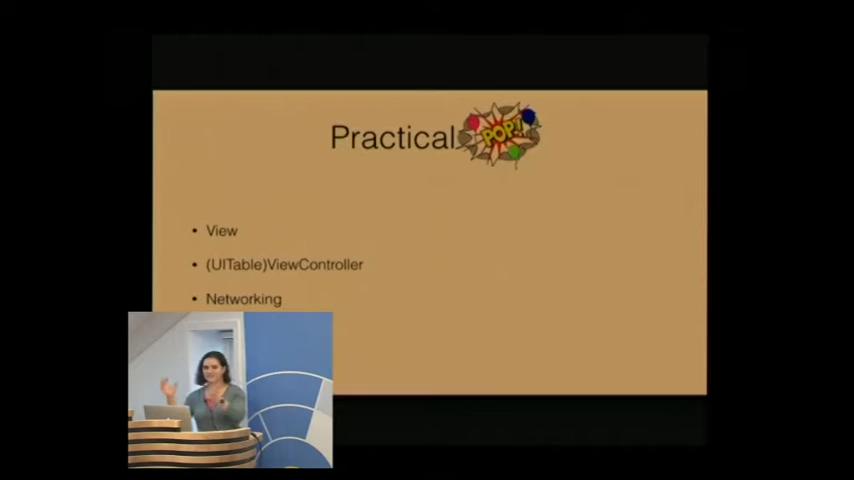 Practical POP!
• View
• (UITable)ViewController
• Networking